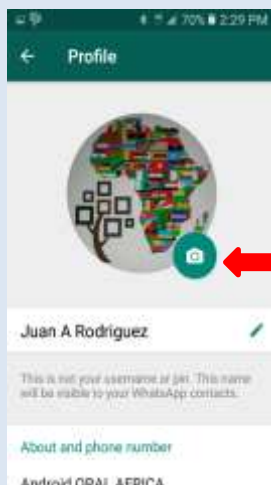 70% 2:29 PM
Profile
Juan A Rodriguez
This is not your username or pin. This name
will be visible to your WhatsApp contacts.
About and phone number
Android ORAL AFRICA